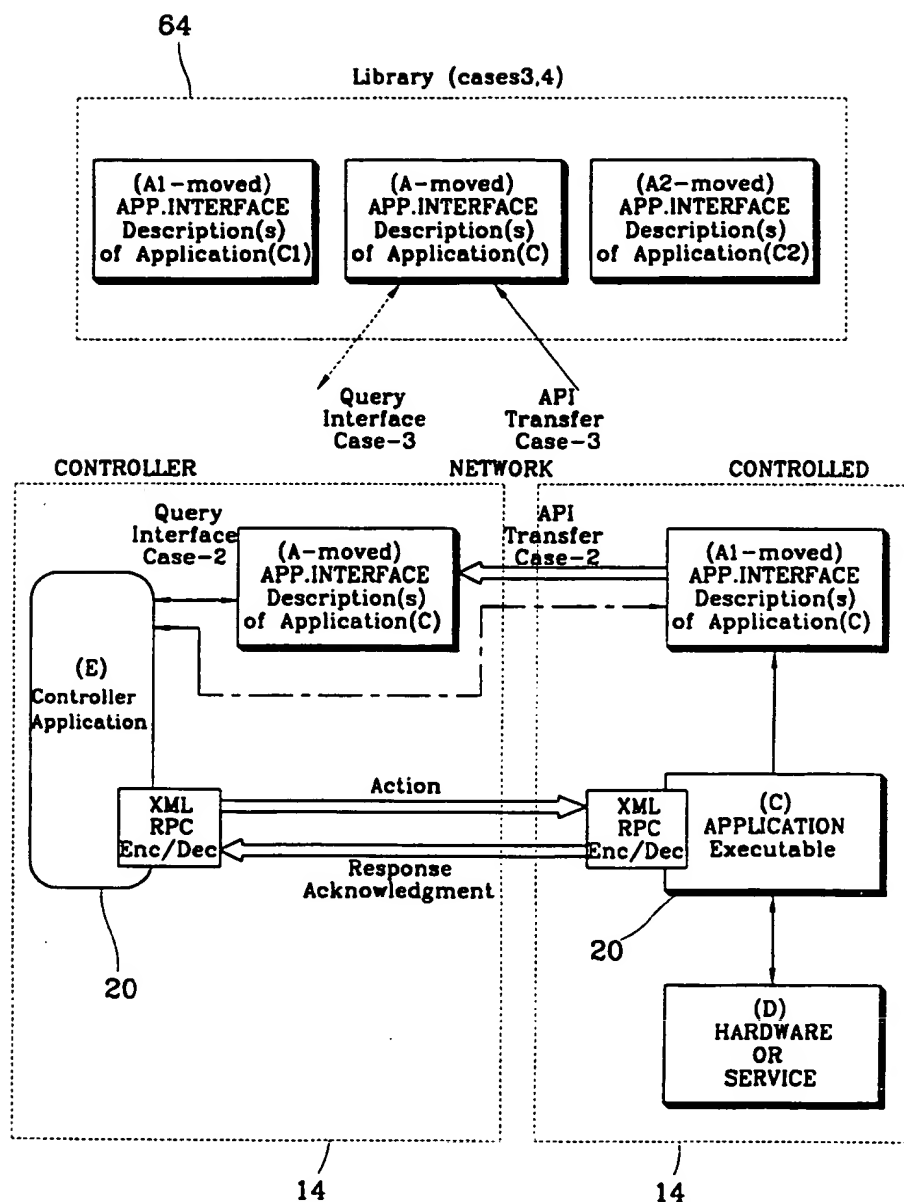 64
Library (cases3,4)
(A1-moved)
APP.INTERFACE
Description(s)
of Application(C1)
(A-moved)
APP.INTERFACE
Description(s)
of Application(C)
(A2-moved)
APP.INTERFACE
Description(s)
of Application(C2)
Query
Interface
Case-3
API
Transfer
Case-3
CONTROLLER
NETWORK
CONTROLLED
Query
Interface
Case-2
(A-moved)
APP.INTERFACE
Description(s)
of Application(C)
API
Transfer
Case-2
(A1-moved)
APP.INTERFACE
Description(s)
of Application(C)
(E)
Controller
Application
XML
RPC
Enc/Dec
Action
Response
Acknowledgment
XML
RPC
Enc/Dec
(C)
APPLICATION
Executable
20
20
(D)
HARDWARE
OR
SERVICE
14
14